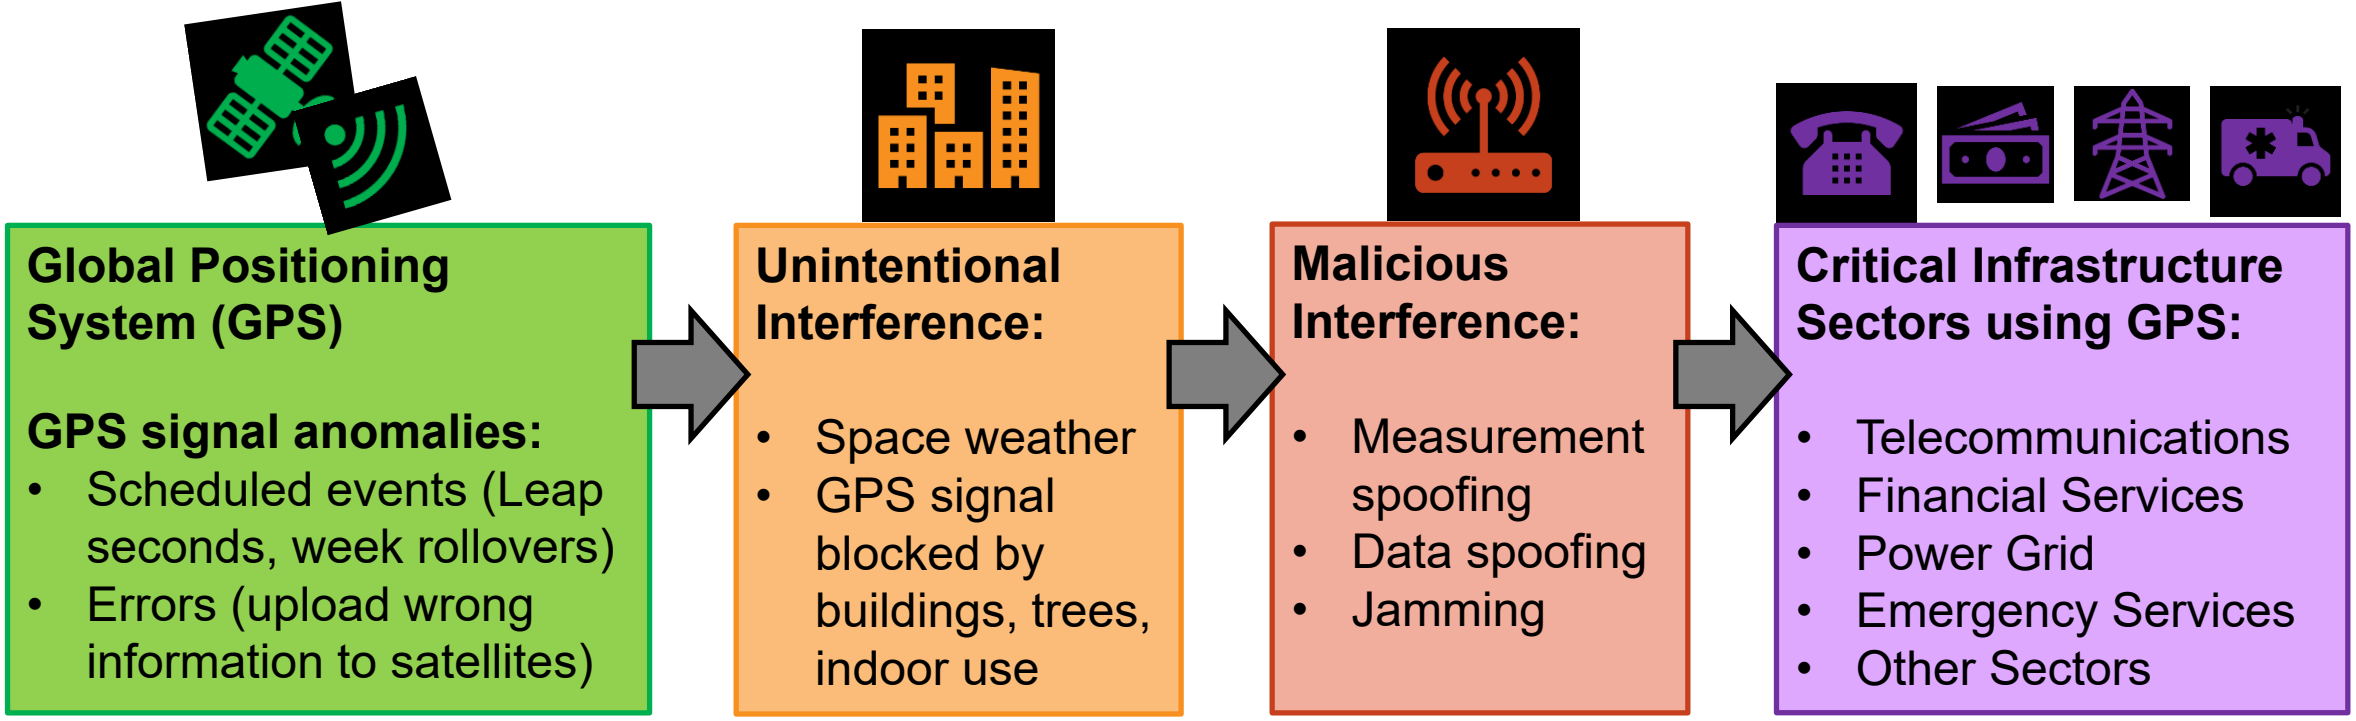 Global Positioning
System (GPS)
GPS signal anomalies:
• Scheduled events (Leap
seconds, week rollovers)
• Errors (upload wrong
information to satellites)
Unintentional
Interference:
• Space weather
• GPS signal
blocked by
buildings, trees,
indoor use
Malicious
Interference:
• Measurement
spoofing
• Data spoofing
• Jamming
Critical Infrastructure
Sectors using GPS:
• Telecommunications
• Financial Services
• Power Grid
• Emergency Services
• Other Sectors